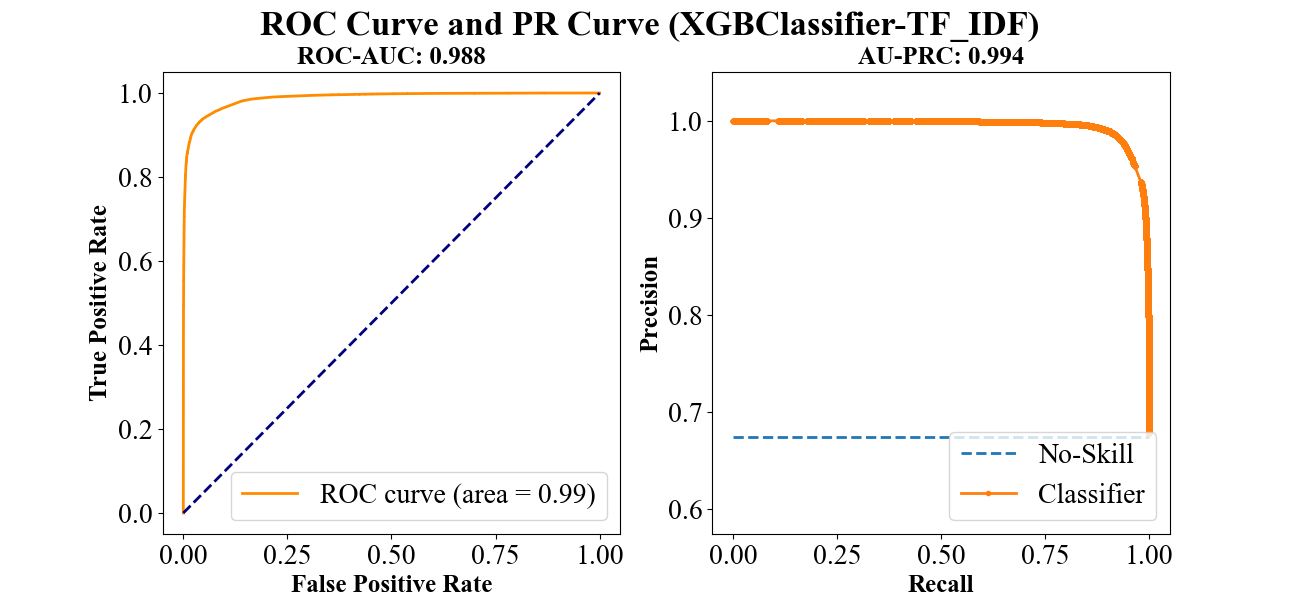 ROC Curve and PR Curve (XGBClassifier-TF_IDF)
ROC-AUC: 0.988
True Positive Rate
1.0
0.8
0.6
0.4
0.2
0.0
ROC curve (area = 0.99)
0.00 0.25 0.50 0.75 1.00
False Positive Rate
AU-PRC: 0.994
Precision
1.0
0.9
0.8
0.7
0.6
No-Skill
Classifier
0.00 0.25 0.50 0.75 1.00
Recall